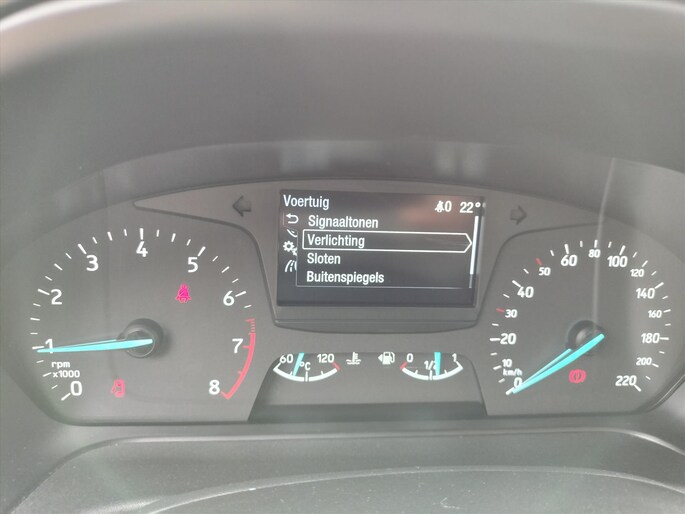 Voertuig 0 22°
Signaaltonen
Verlichting
Sloten
Buitenspiegels
0 1 2 3 4 5 6 7 8
rpm
x1000
60 120
°C
0 1/2 1
0 10 20 30 40 50 60 80 100 120 140 160 180 200 220
km/h